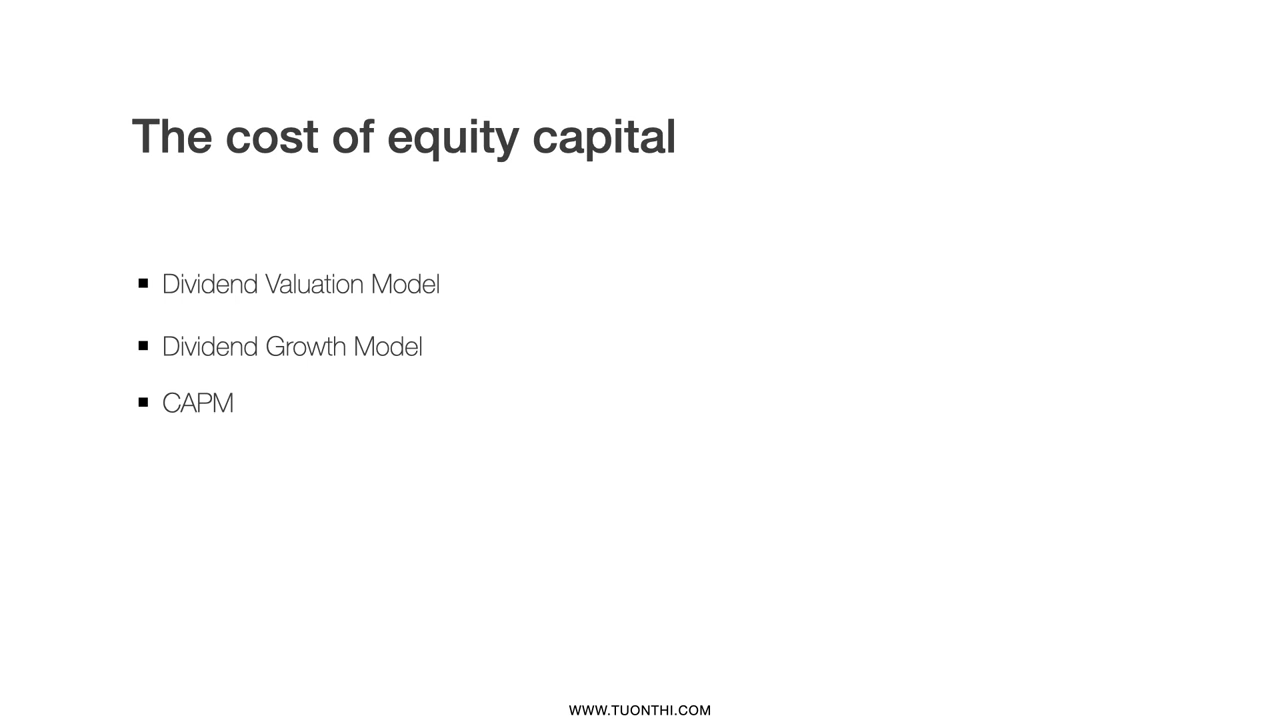 The cost of equity capital
▪ Dividend Valuation Model
▪ Dividend Growth Model
▪ CAPM
WWW.TUONTHI.COM